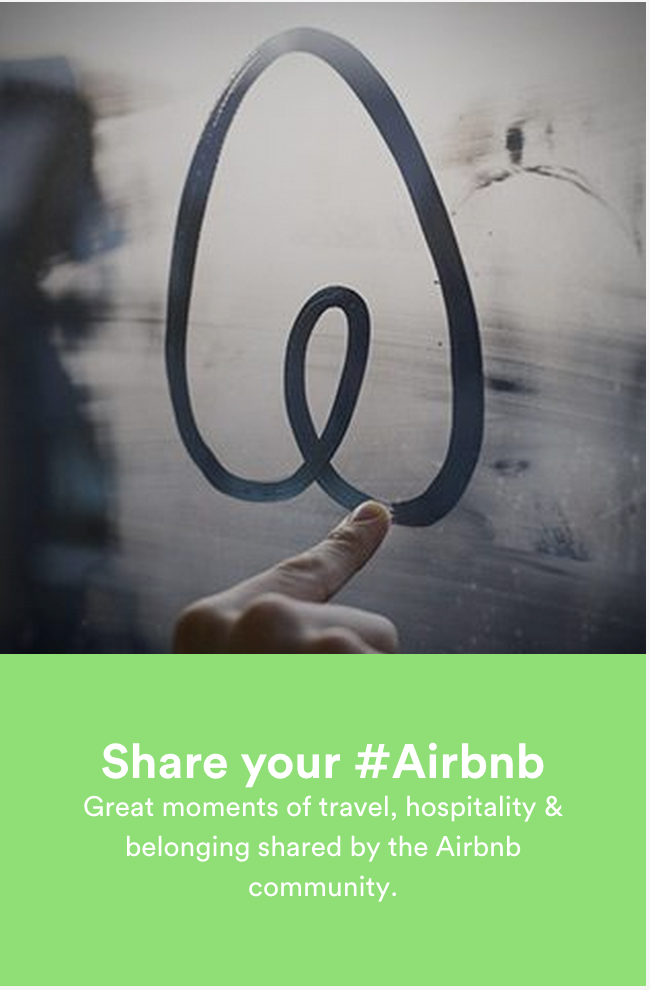 Share your #Airbnb
Great moments of travel, hospitality &
belonging shared by the Airbnb
community.